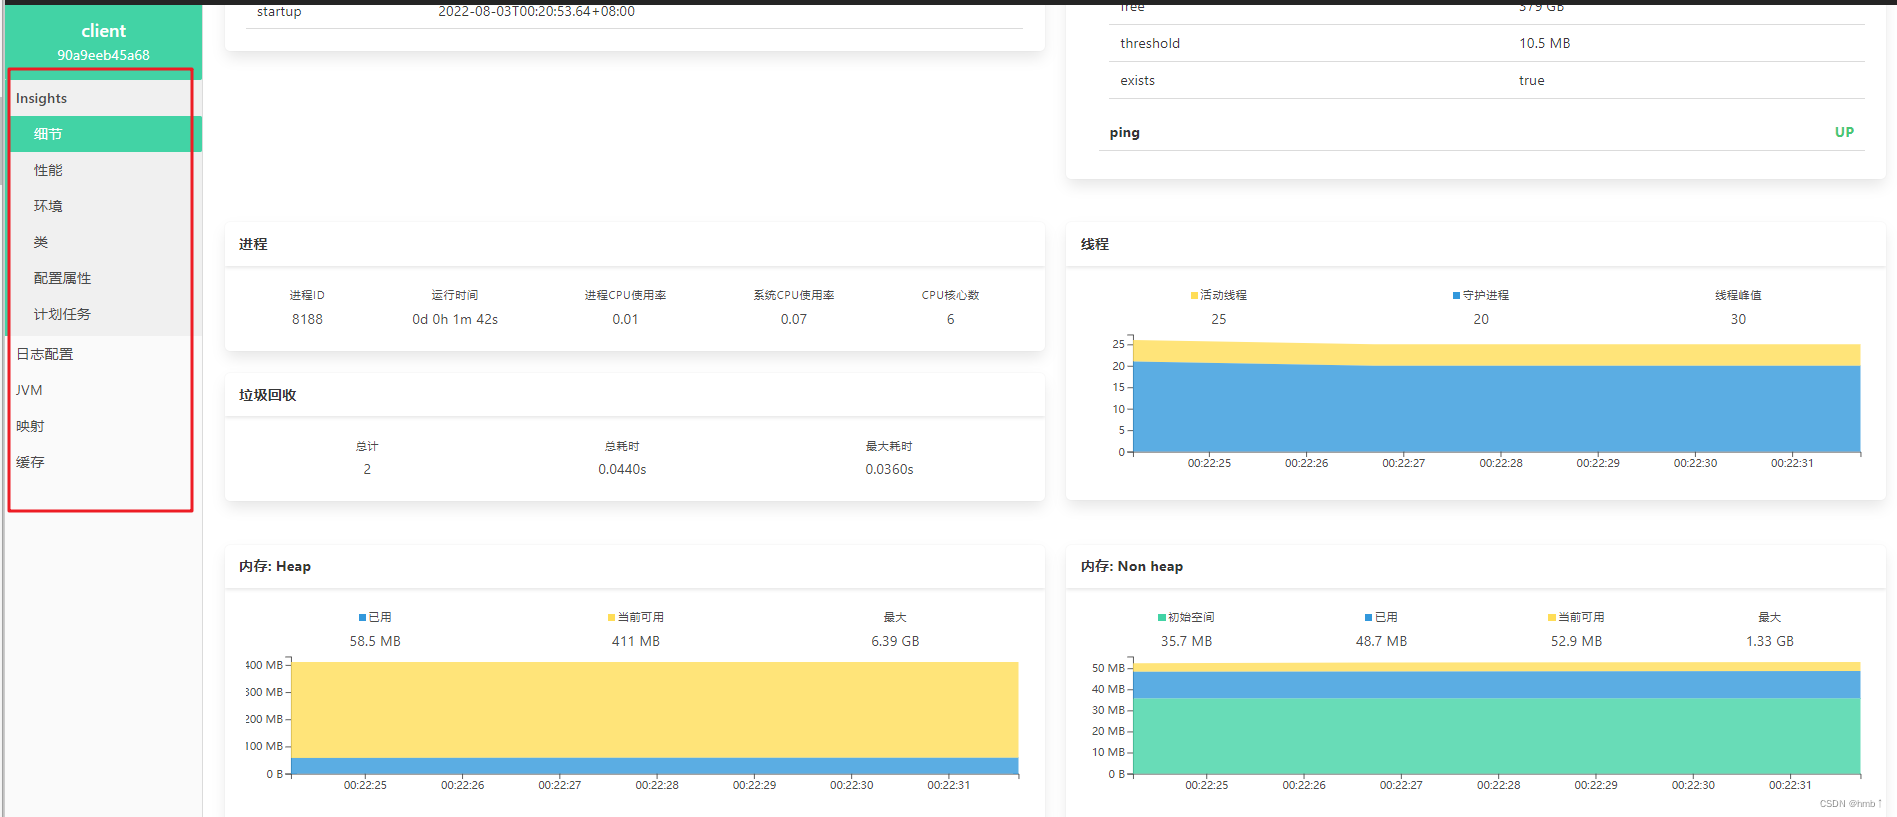 client
90a9eeb45a68
Insights
细节
性能
环境
类
配置属性
计划任务
日志配置
JVM
映射
缓存
startup 2022-08-03T00:20:53.64+08:00
free 379 GB
threshold 10.5 MB
exists true
ping UP
进程
进程ID 运行时间 进程CPU使用率 系统CPU使用率 CPU核心数
8188 0d 0h 1m 42s 0.01 0.07 6
线程
活动线程 守护进程 线程峰值
25 20 30
25
20
15
10
5
0
00:22:25 00:22:26 00:22:27 00:22:28 00:22:29 00:22:30 00:22:31
垃圾回收
总计 总耗时 最大耗时
2 0.0440s 0.0360s
内存: Heap
已用 当前可用 最大
58.5 MB 411 MB 6.39 GB
400 MB
300 MB
200 MB
100 MB
0 B
00:22:25 00:22:26 00:22:27 00:22:28 00:22:29 00:22:30 00:22:31
内存: Non heap
初始空间 已用 当前可用 最大
35.7 MB 48.7 MB 52.9 MB 1.33 GB
50 MB
40 MB
30 MB
20 MB
10 MB
0 B
00:22:25 00:22:26 00:22:27 00:22:28 00:22:29 00:22:30 00:22:31
CSDN @hmb↑